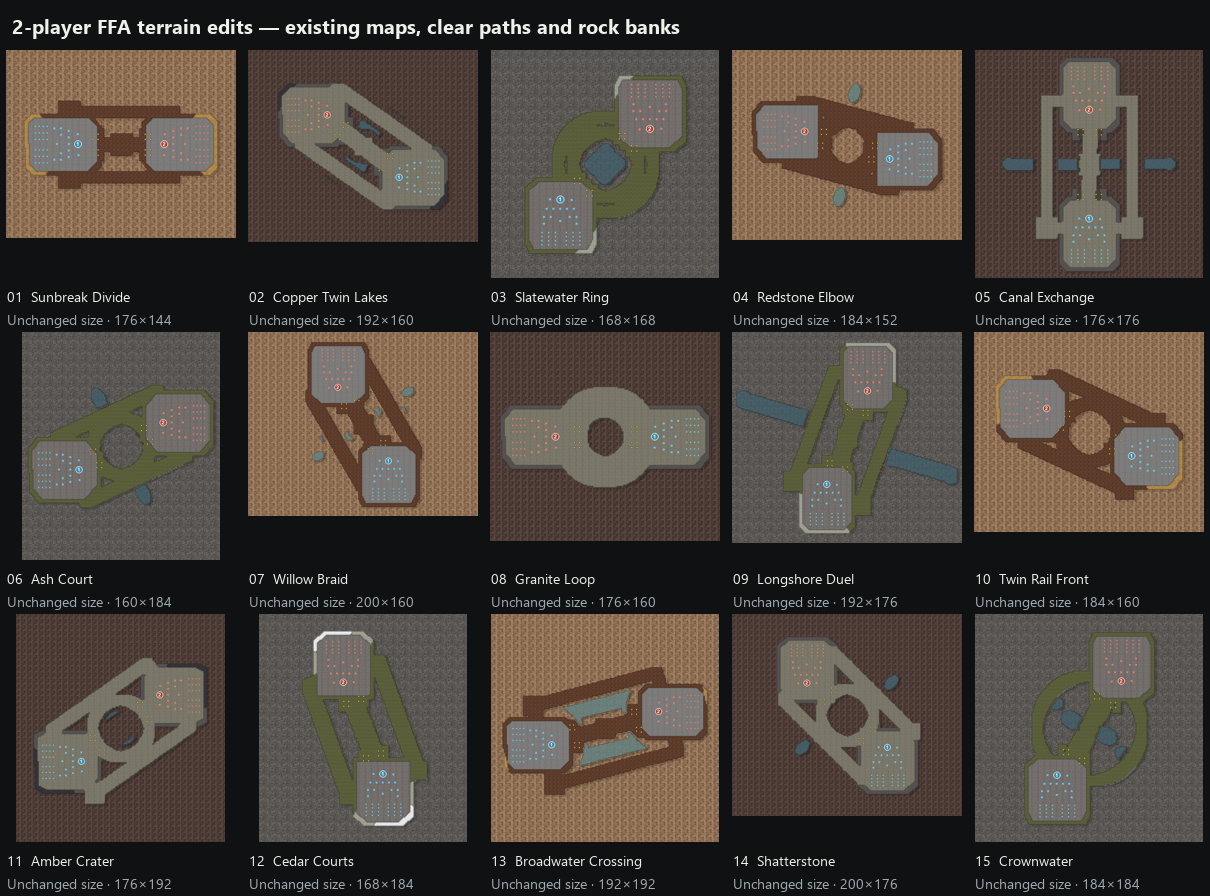 2-player FFA terrain edits — existing maps, clear paths and rock banks
01 Sunbreak Divide
Unchanged size · 176×144
02 Copper Twin Lakes
Unchanged size · 192×160
03 Slatewater Ring
Unchanged size · 168×168
04 Redstone Elbow
Unchanged size · 184×152
05 Canal Exchange
Unchanged size · 176×176
06 Ash Court
Unchanged size · 160×184
07 Willow Braid
Unchanged size · 200×160
08 Granite Loop
Unchanged size · 176×160
09 Longshore Duel
Unchanged size · 192×176
10 Twin Rail Front
Unchanged size · 184×160
11 Amber Crater
Unchanged size · 176×192
12 Cedar Courts
Unchanged size · 168×184
13 Broadwater Crossing
Unchanged size · 192×192
14 Shatterstone
Unchanged size · 200×176
15 Crownwater
Unchanged size · 184×184